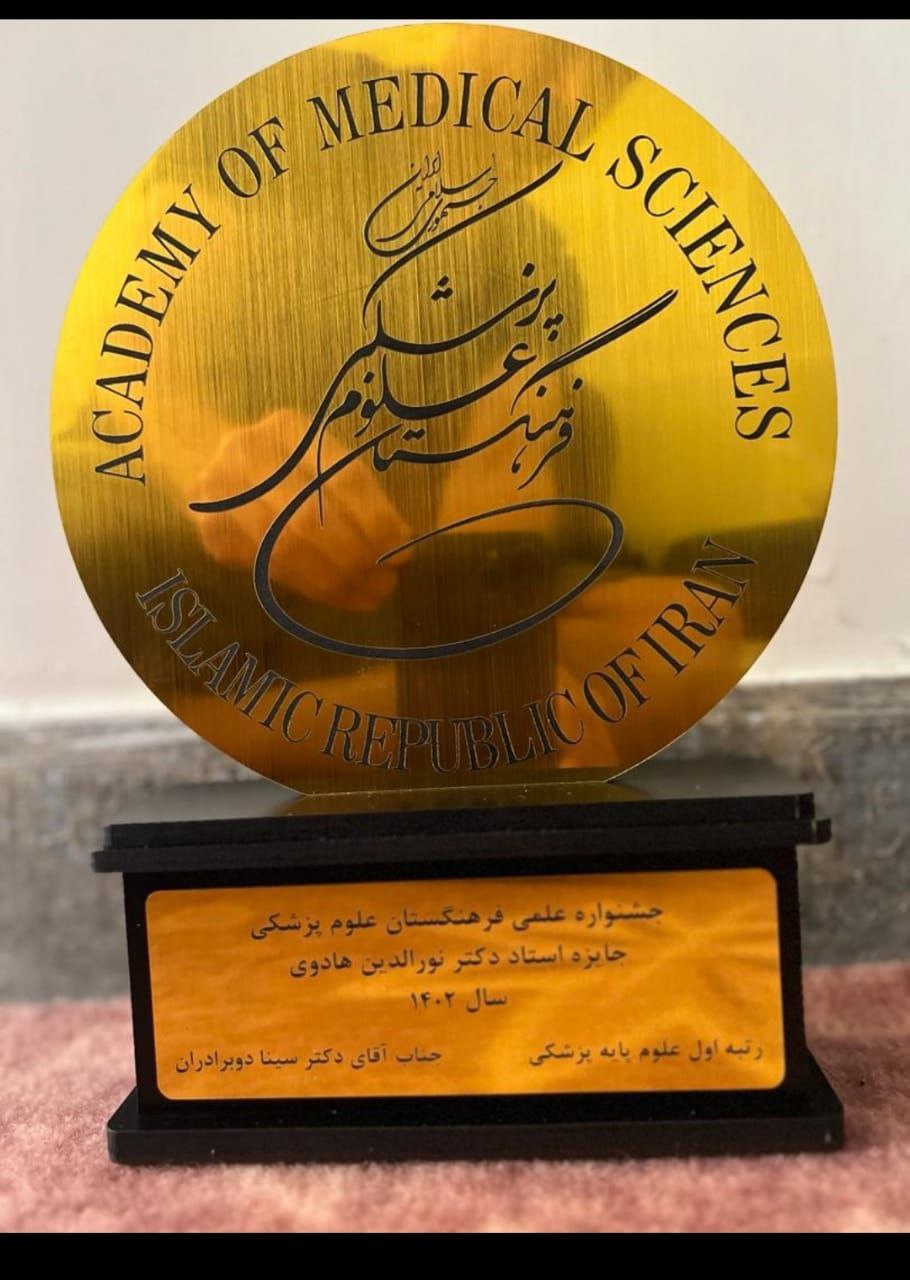 ACADEMY OF MEDICAL SCIENCES
جمهوری اسلامی ایران
فرهنگستان علوم پزشکی
ISLAMIC REPUBLIC OF IRAN
جشنواره علمی فرهنگستان علوم پزشکی
جایزه استاد دکتر نورالدین هادوی
سال ۱۴۰۲
رتبه اول علوم پایه پزشکی
جناب آقای دکتر سینا دوبرادران